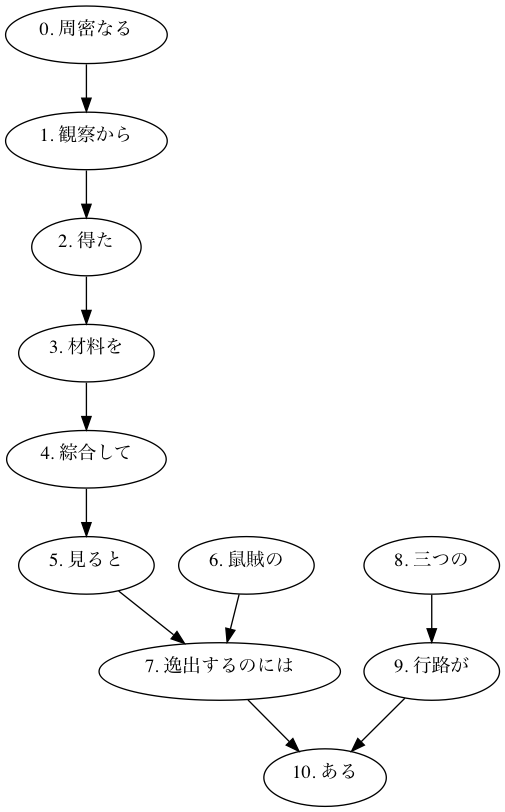 0. 周密なる
1. 観察から
2. 得た
3. 材料を
4. 綜合して
5. 見ると
6. 鼠賊の
8. 三つの
7. 逸出するのには
9. 行路が
10. ある